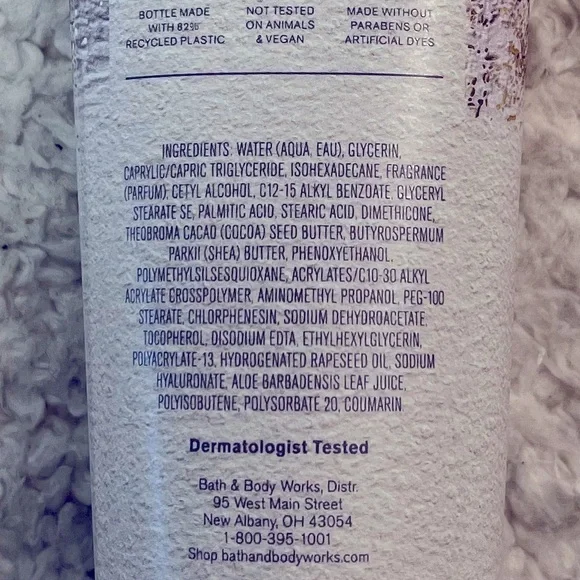 BOTTLE MADE
WITH 82%
RECYCLED PLASTIC
NOT TESTED
ON ANIMALS
& VEGAN
MADE WITHOUT
PARABENS OR
ARTIFICIAL DYES
INGREDIENTS: WATER (AQUA, EAU), GLYCERIN,
CAPRYLIC/CAPRIC TRIGLYCERIDE, ISOHEXADECANE, FRAGRANCE
(PARFUM), CETYL ALCOHOL, C12-15 ALKYL BENZOATE, GLYCERYL
STEARATE SE, PALMITIC ACID, STEARIC ACID, DIMETHICONE,
THEOBROMA CACAO (COCOA) SEED BUTTER, BUTYROSPERMUM
PARKII (SHEA) BUTTER, PHENOXYETHANOL,
POLYMETHYLSILSESQUIOXANE, ACRYLATES/C10-30 ALKYL
ACRYLATE CROSSPOLYMER, AMINOMETHYL PROPANOL, PEG-100
STEARATE, CHLORPHENESIN, SODIUM DEHYDROACETATE,
TOCOPHEROL, DISODIUM EDTA, ETHYLHEXYLGLYCERIN,
POLYACRYLATE-13, HYDROGENATED RAPESEED OIL, SODIUM
HYALURONATE, ALOE BARBADENSIS LEAF JUICE,
POLYISOBUTENE, POLYSORBATE 20, COUMARIN
Dermatologist Tested
Bath & Body Works, Distr.
95 West Main Street
New Albany, OH 43054
1-800-395-1001
Shop bathandbodyworks.com